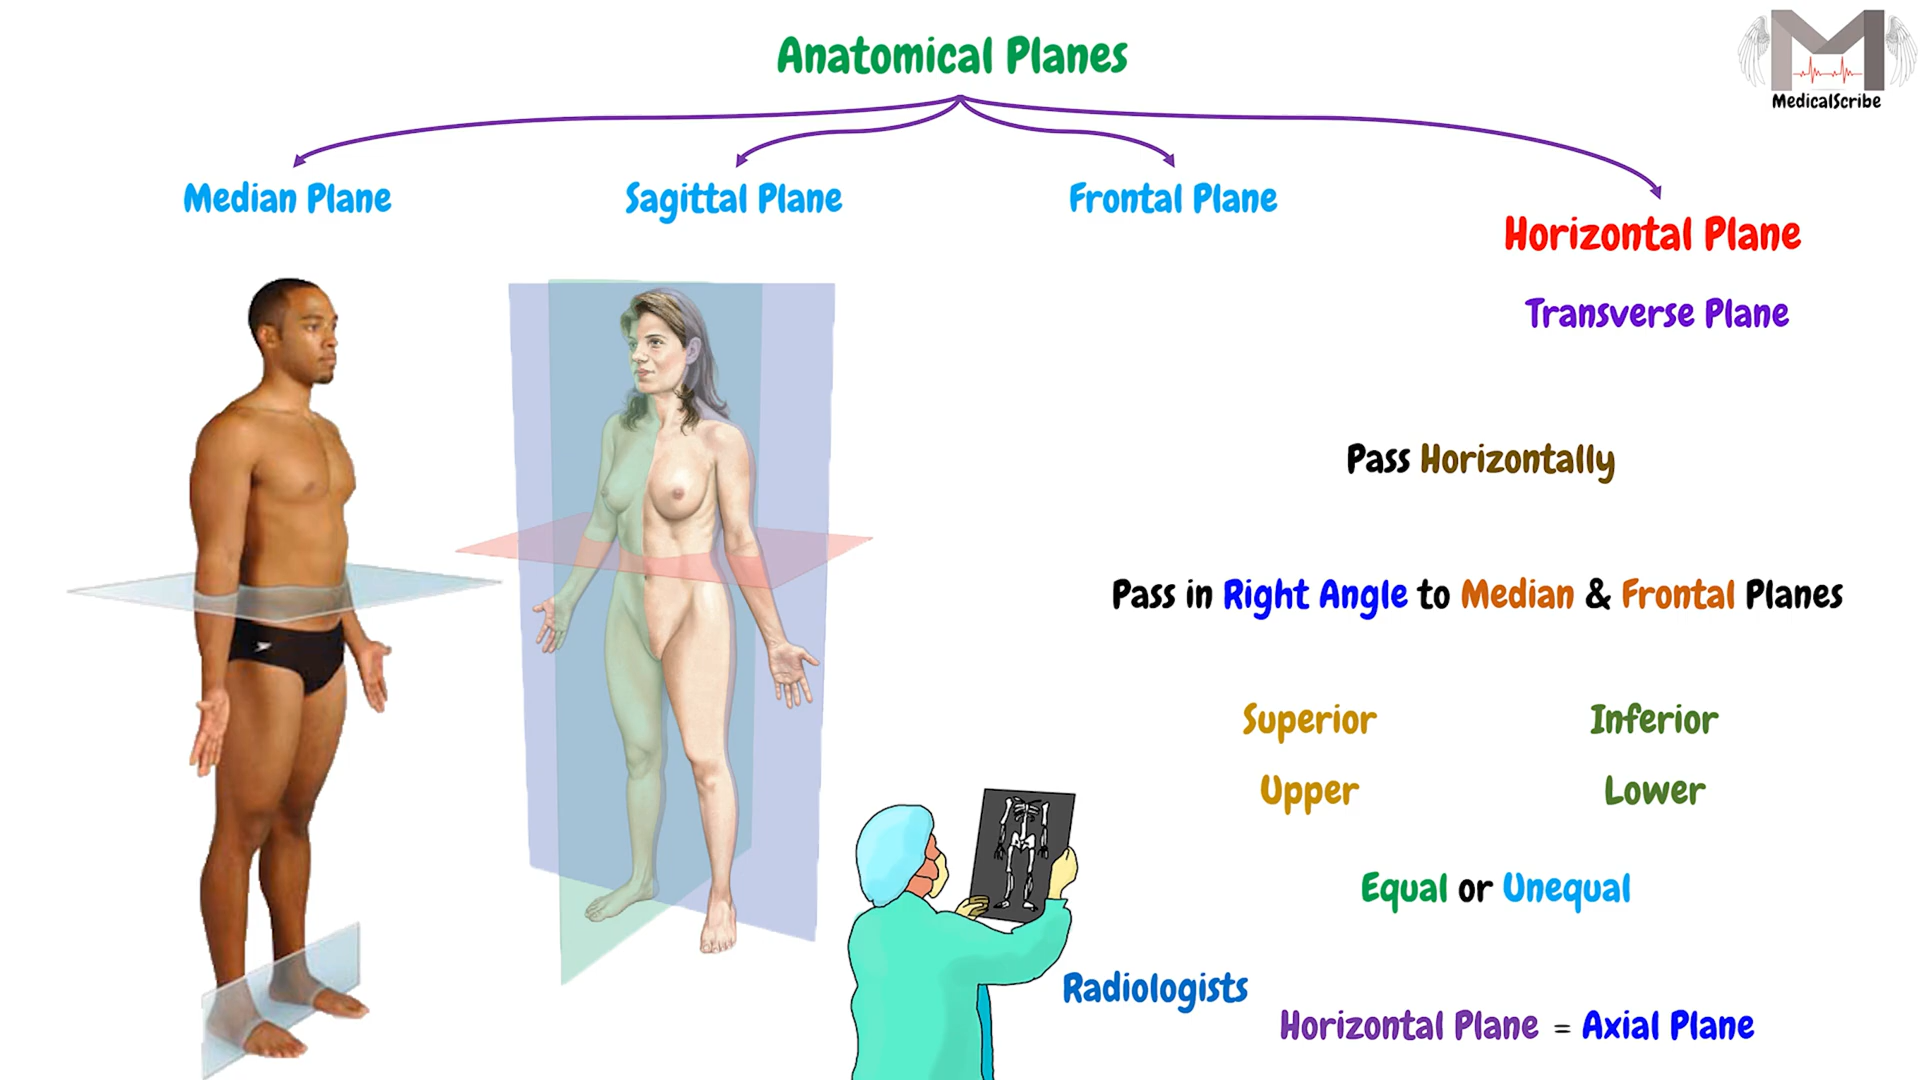 Anatomical Planes
MedicalScribe
Median Plane
Sagittal Plane
Frontal Plane
Horizontal Plane
Transverse Plane
Pass Horizontally
Pass in Right Angle to Median & Frontal Planes
Superior
Inferior
Upper
Lower
Equal or Unequal
Radiologists
Horizontal Plane = Axial Plane